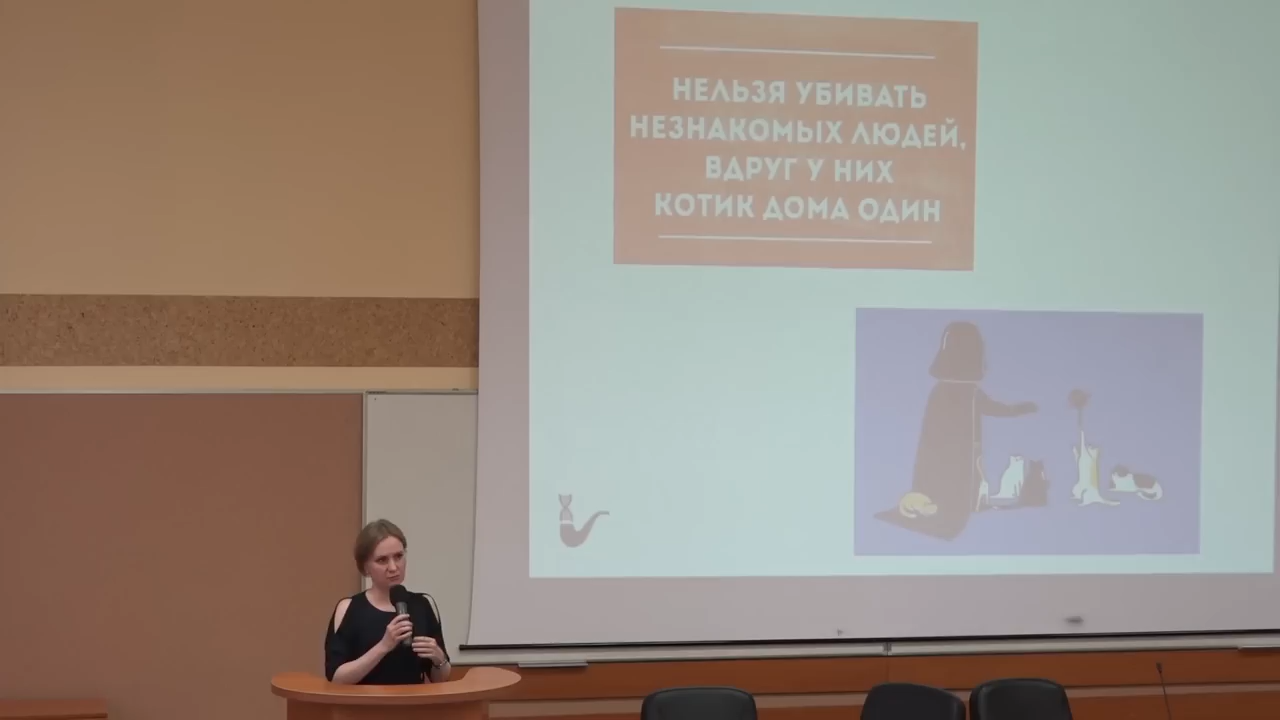 НЕЛЬЗЯ УБИВАТЬ
НЕЗНАКОМЫХ ЛЮДЕЙ,
ВДРУГ У НИХ
КОТИК ДОМА ОДИН